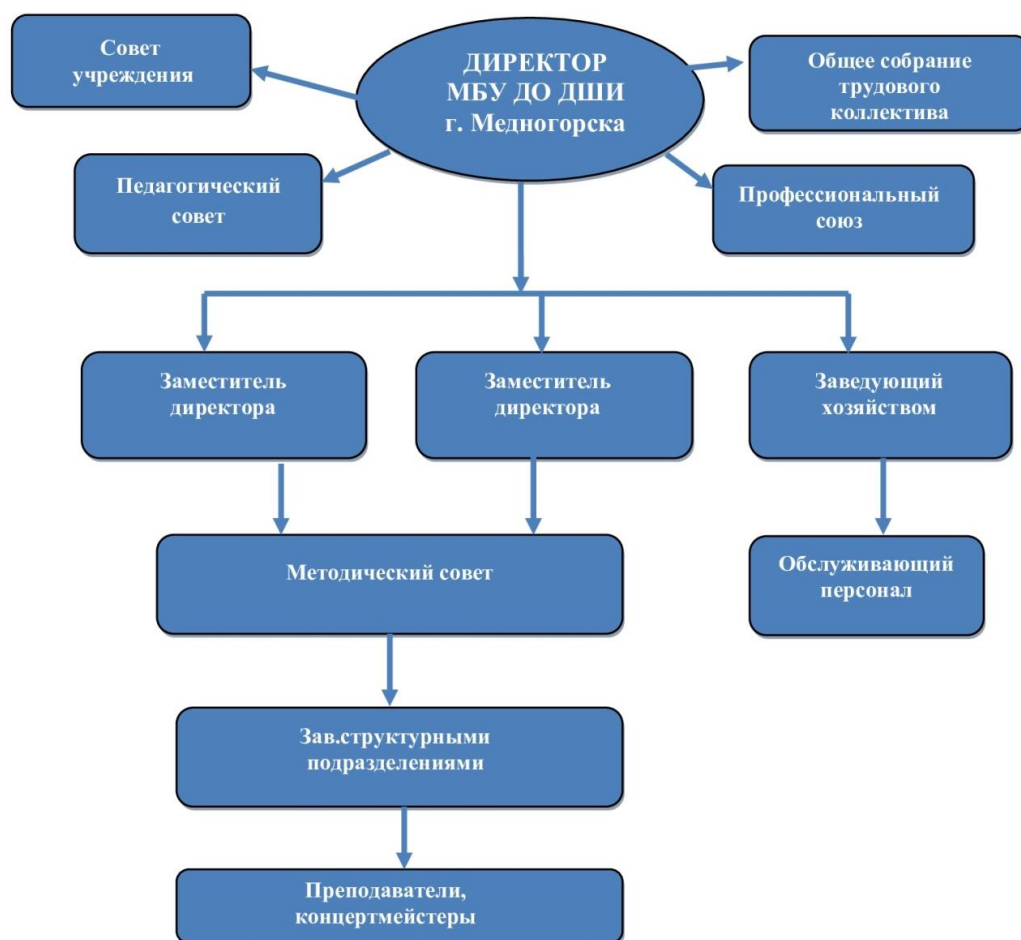 Совет
учреждения
ДИРЕКТОР
МБУ ДО ДШИ
г. Медногорска
Общее собрание
трудового
коллектива
Педагогический
совет
Профессиональный
союз
Заместитель
директора
Заместитель
директора
Заведующий
хозяйством
Методический совет
Обслуживающий
персонал
Зав.структурными
подразделениями
Преподаватели,
концертмейстеры